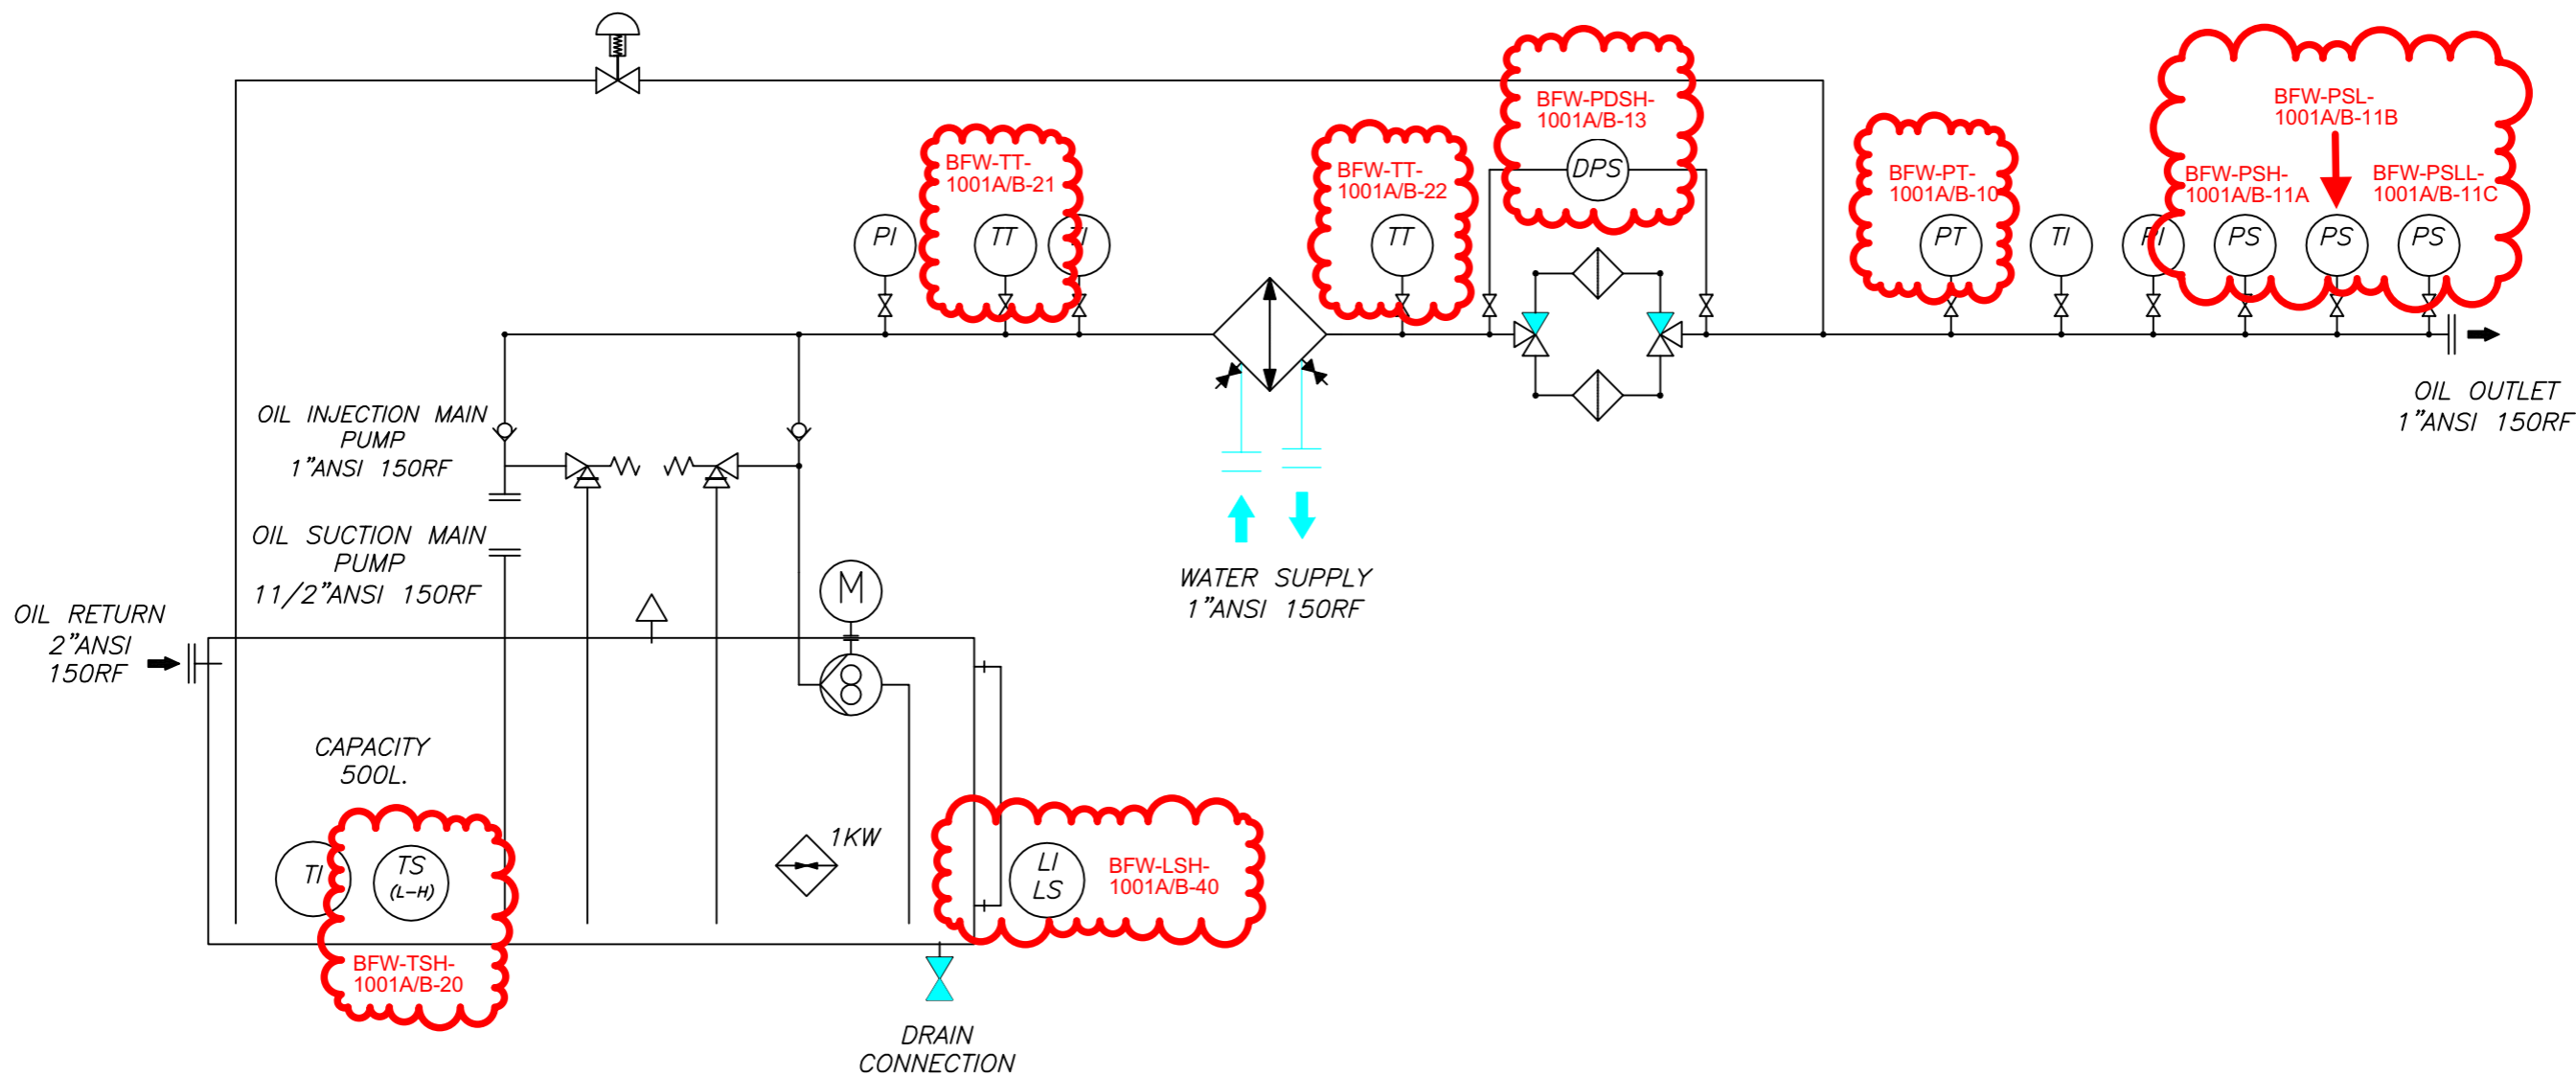 BFW-PDSH-
1001A/B-13
DPS
BFW-PSL-
1001A/B-11B
BFW-TT-
1001A/B-21
BFW-TT-
1001A/B-22
BFW-PT-
1001A/B-10
BFW-PSH-
1001A/B-11A
BFW-PSLL-
1001A/B-11C
PI
TT
TI
TT
PT
TI
PI
PS
PS
PS
OIL OUTLET
1"ANSI 150RF
OIL INJECTION MAIN
PUMP
1"ANSI 150RF
OIL SUCTION MAIN
PUMP
11/2"ANSI 150RF
WATER SUPPLY
1"ANSI 150RF
OIL RETURN
2"ANSI
150RF
M
CAPACITY
500L.
TI
TS
(L-H)
1KW
LI
LS
BFW-LSH-
1001A/B-40
BFW-TSH-
1001A/B-20
DRAIN
CONNECTION